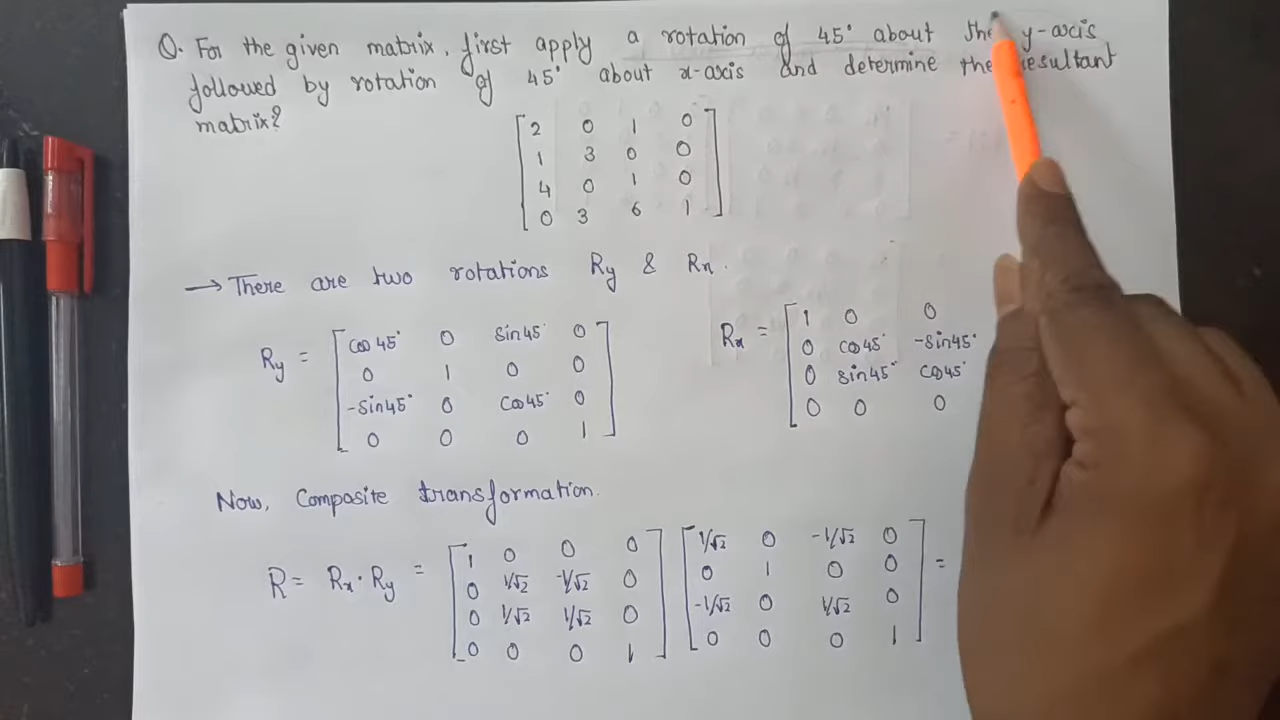 Q. For the given matrix, first apply a rotation of 45° about the y-axis
followed by rotation of 45° about x-axis and determine the resultant
matrix?
2 0 1 0
1 3 0 0
4 0 1 0
0 3 6 1
→ There are two rotations Ry & Rx.
Ry = cos45° 0 sin45° 0
0 1 0 0
-sin45° 0 cos45° 0
0 0 0 1
Rx = 1 0 0
0 cos45° -sin45°
0 sin45° cos45°
0 0 0
Now, Composite transformation.
R = Rx · Ry = 1 0 0 0
0 1/√2 -1/√2 0
0 1/√2 1/√2 0
0 0 0 1
1/√2 0 -1/√2 0 =
0 1 0 0
-1/√2 0 1/√2 0
0 0 0 1